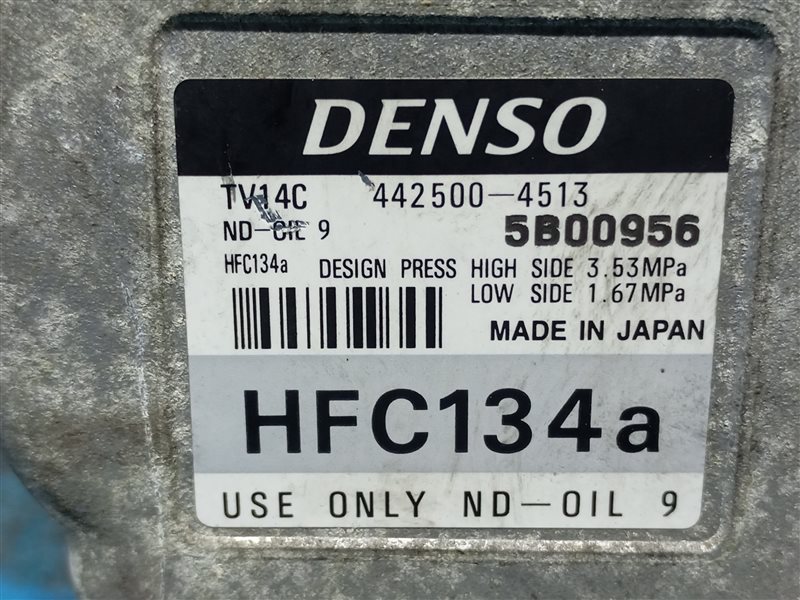 DENSO
TV14C 442500-4513
ND-OIL 9 5B00956
HFC134a DESIGN PRESS HIGH SIDE 3.53MPa
LOW SIDE 1.67MPa
MADE IN JAPAN
HFC134a
USE ONLY ND-OIL 9